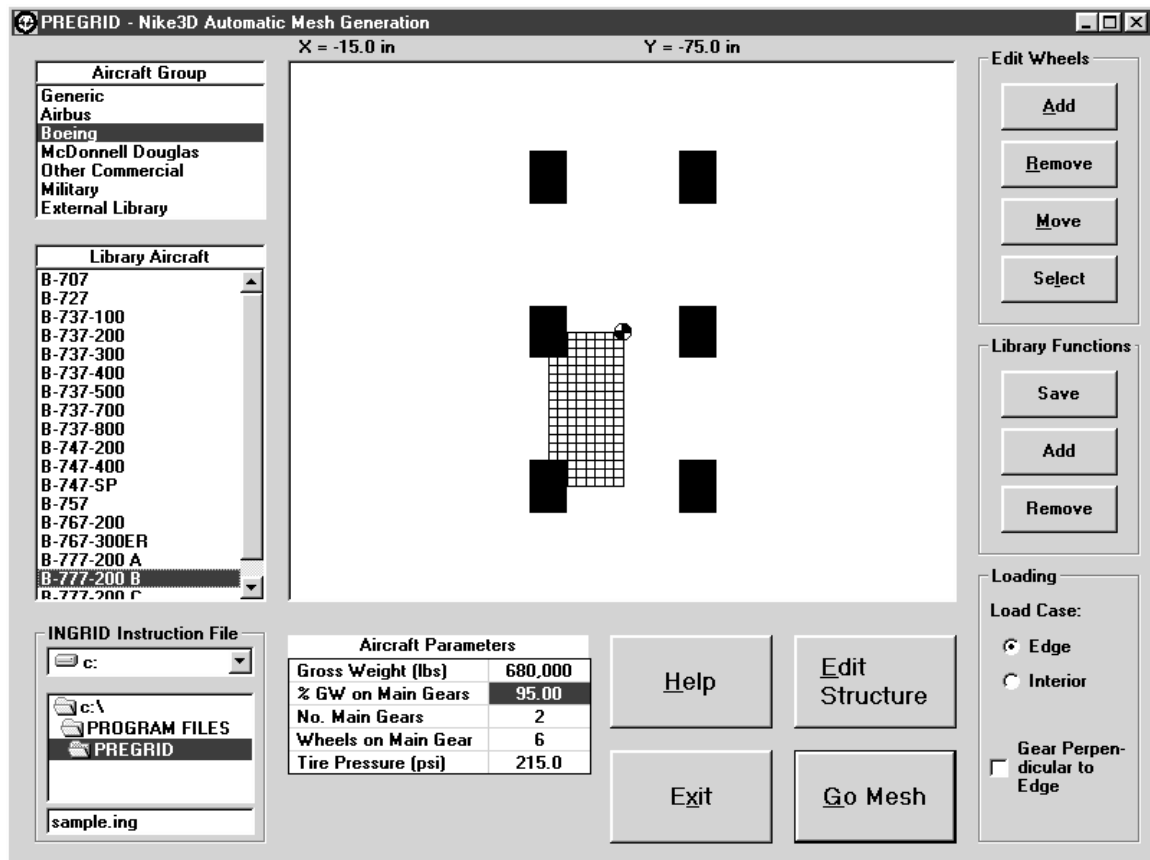 PREGRID - Nike3D Automatic Mesh Generation
X = -15.0 in
Y = -75.0 in
Aircraft Group
Generic
Airbus
Boeing
McDonnell Douglas
Other Commercial
Military
External Library
Library Aircraft
B-707
B-727
B-737-100
B-737-200
B-737-300
B-737-400
B-737-500
B-737-700
B-737-800
B-747-200
B-747-400
B-747-SP
B-757
B-767-200
B-767-300ER
B-777-200 A
B-777-200 B
B-777-200 C
INGRID Instruction File
c:
c:\
PROGRAM FILES
PREGRID
sample.ing
Aircraft Parameters
Gross Weight (lbs) 680,000
% GW on Main Gears 95.00
No. Main Gears 2
Wheels on Main Gear 6
Tire Pressure (psi) 215.0
Help
Edit
Structure
Exit
Go Mesh
Edit Wheels
Add
Remove
Move
Select
Library Functions
Save
Add
Remove
Loading
Load Case:
Edge
Interior
Gear Perpen-
dicular to
Edge